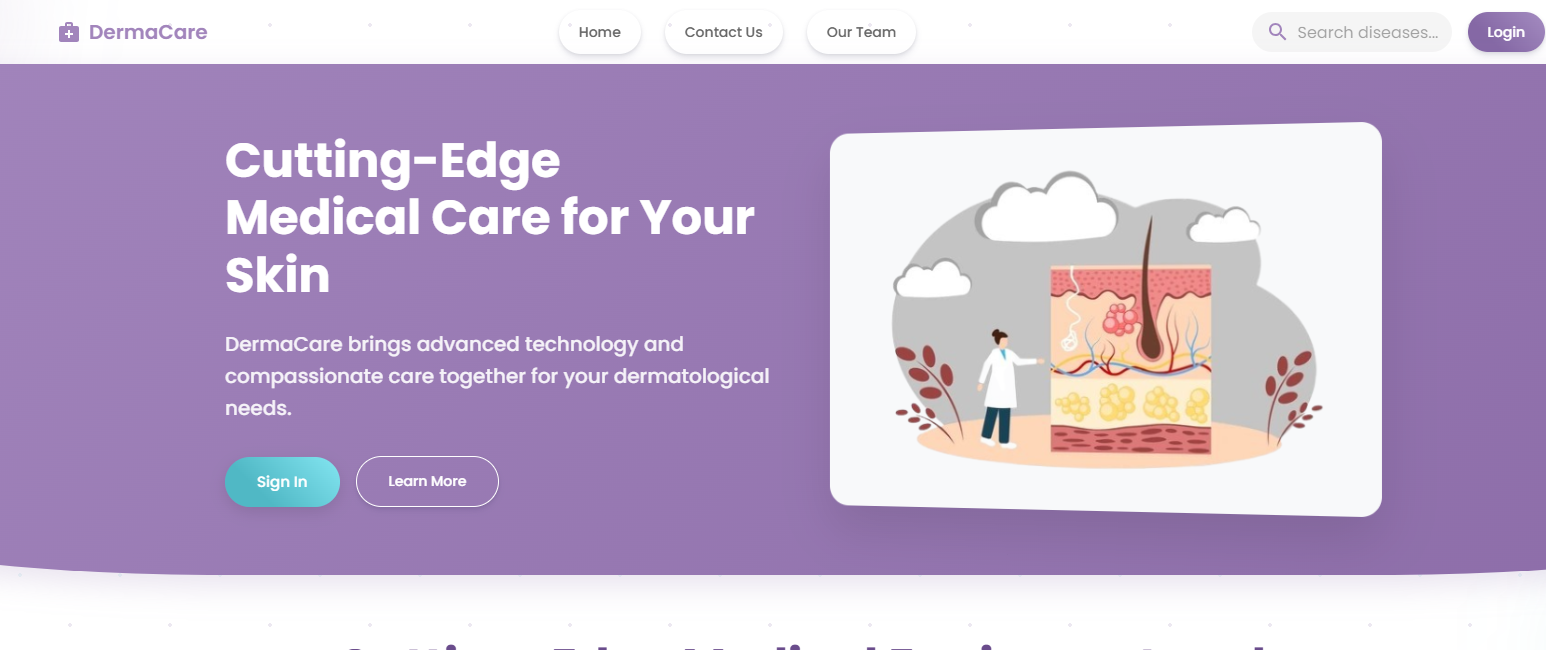 DermaCare
Home
Contact Us
Our Team
Search diseases...
Login
Cutting-Edge
Medical Care for Your
Skin
DermaCare brings advanced technology and
compassionate care together for your dermatological
needs.
Sign In
Learn More